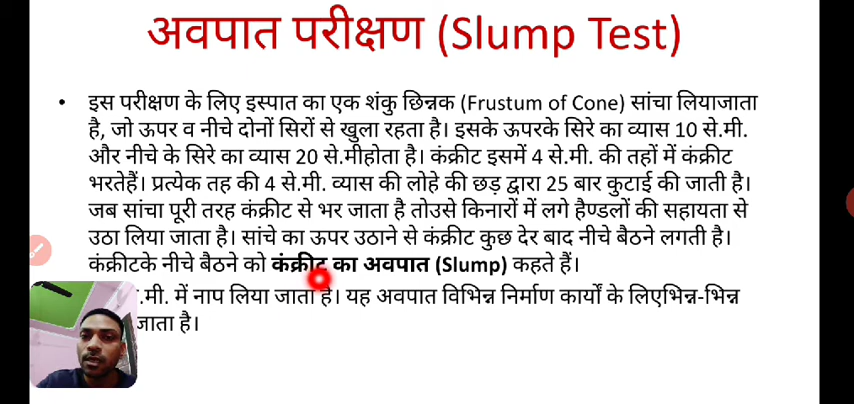 अवपात परीक्षण (Slump Test)
• इस परीक्षण के लिए इस्पात का एक शंकु छिन्नक (Frustum of Cone) सांचा लियाजाता
है, जो ऊपर व नीचे दोनों सिरों से खुला रहता है। इसके ऊपरके सिरे का व्यास 10 से.मी.
और नीचे के सिरे का व्यास 20 से.मीहोता है। कंक्रीट इसमें 4 से.मी. की तहों में कंक्रीट
भरतेहैं। प्रत्येक तह की 4 से.मी. व्यास की लोहे की छड़ द्वारा 25 बार कुटाई की जाती है।
जब सांचा पूरी तरह कंक्रीट से भर जाता है तोउसे किनारों में लगे हैण्डलों की सहायता से
उठा लिया जाता है। सांचे का ऊपर उठाने से कंक्रीट कुछ देर बाद नीचे बैठने लगती है।
कंक्रीटके नीचे बैठने को कंक्रीट का अवपात (Slump) कहते हैं।
.मी. में नाप लिया जाता है। यह अवपात विभिन्न निर्माण कार्यों के लिएभिन्न-भिन्न
जाता है।